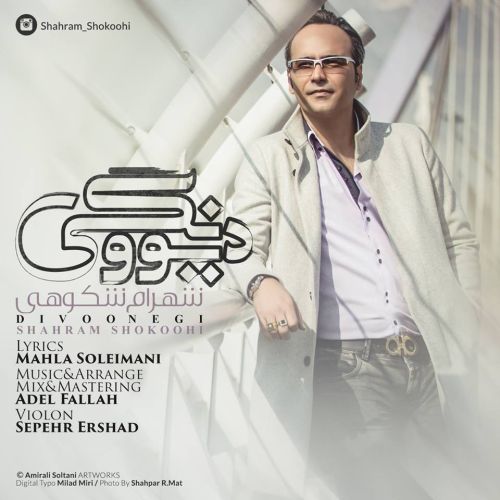 Shahram_Shokoohi
دیوونگی
شهرام شکوهی
DIVOONEGI
SHAHRAM SHOKOOHI
LYRICS
MAHLA SOLEIMANI
MUSIC&ARRANGE
MIX&MASTERING
ADEL FALLAH
VIOLON
SEPEHR ERSHAD
© Amirali Soltani ARTWORKS
Digital Typo Milad Miri / Photo By Shahpar R.Mat